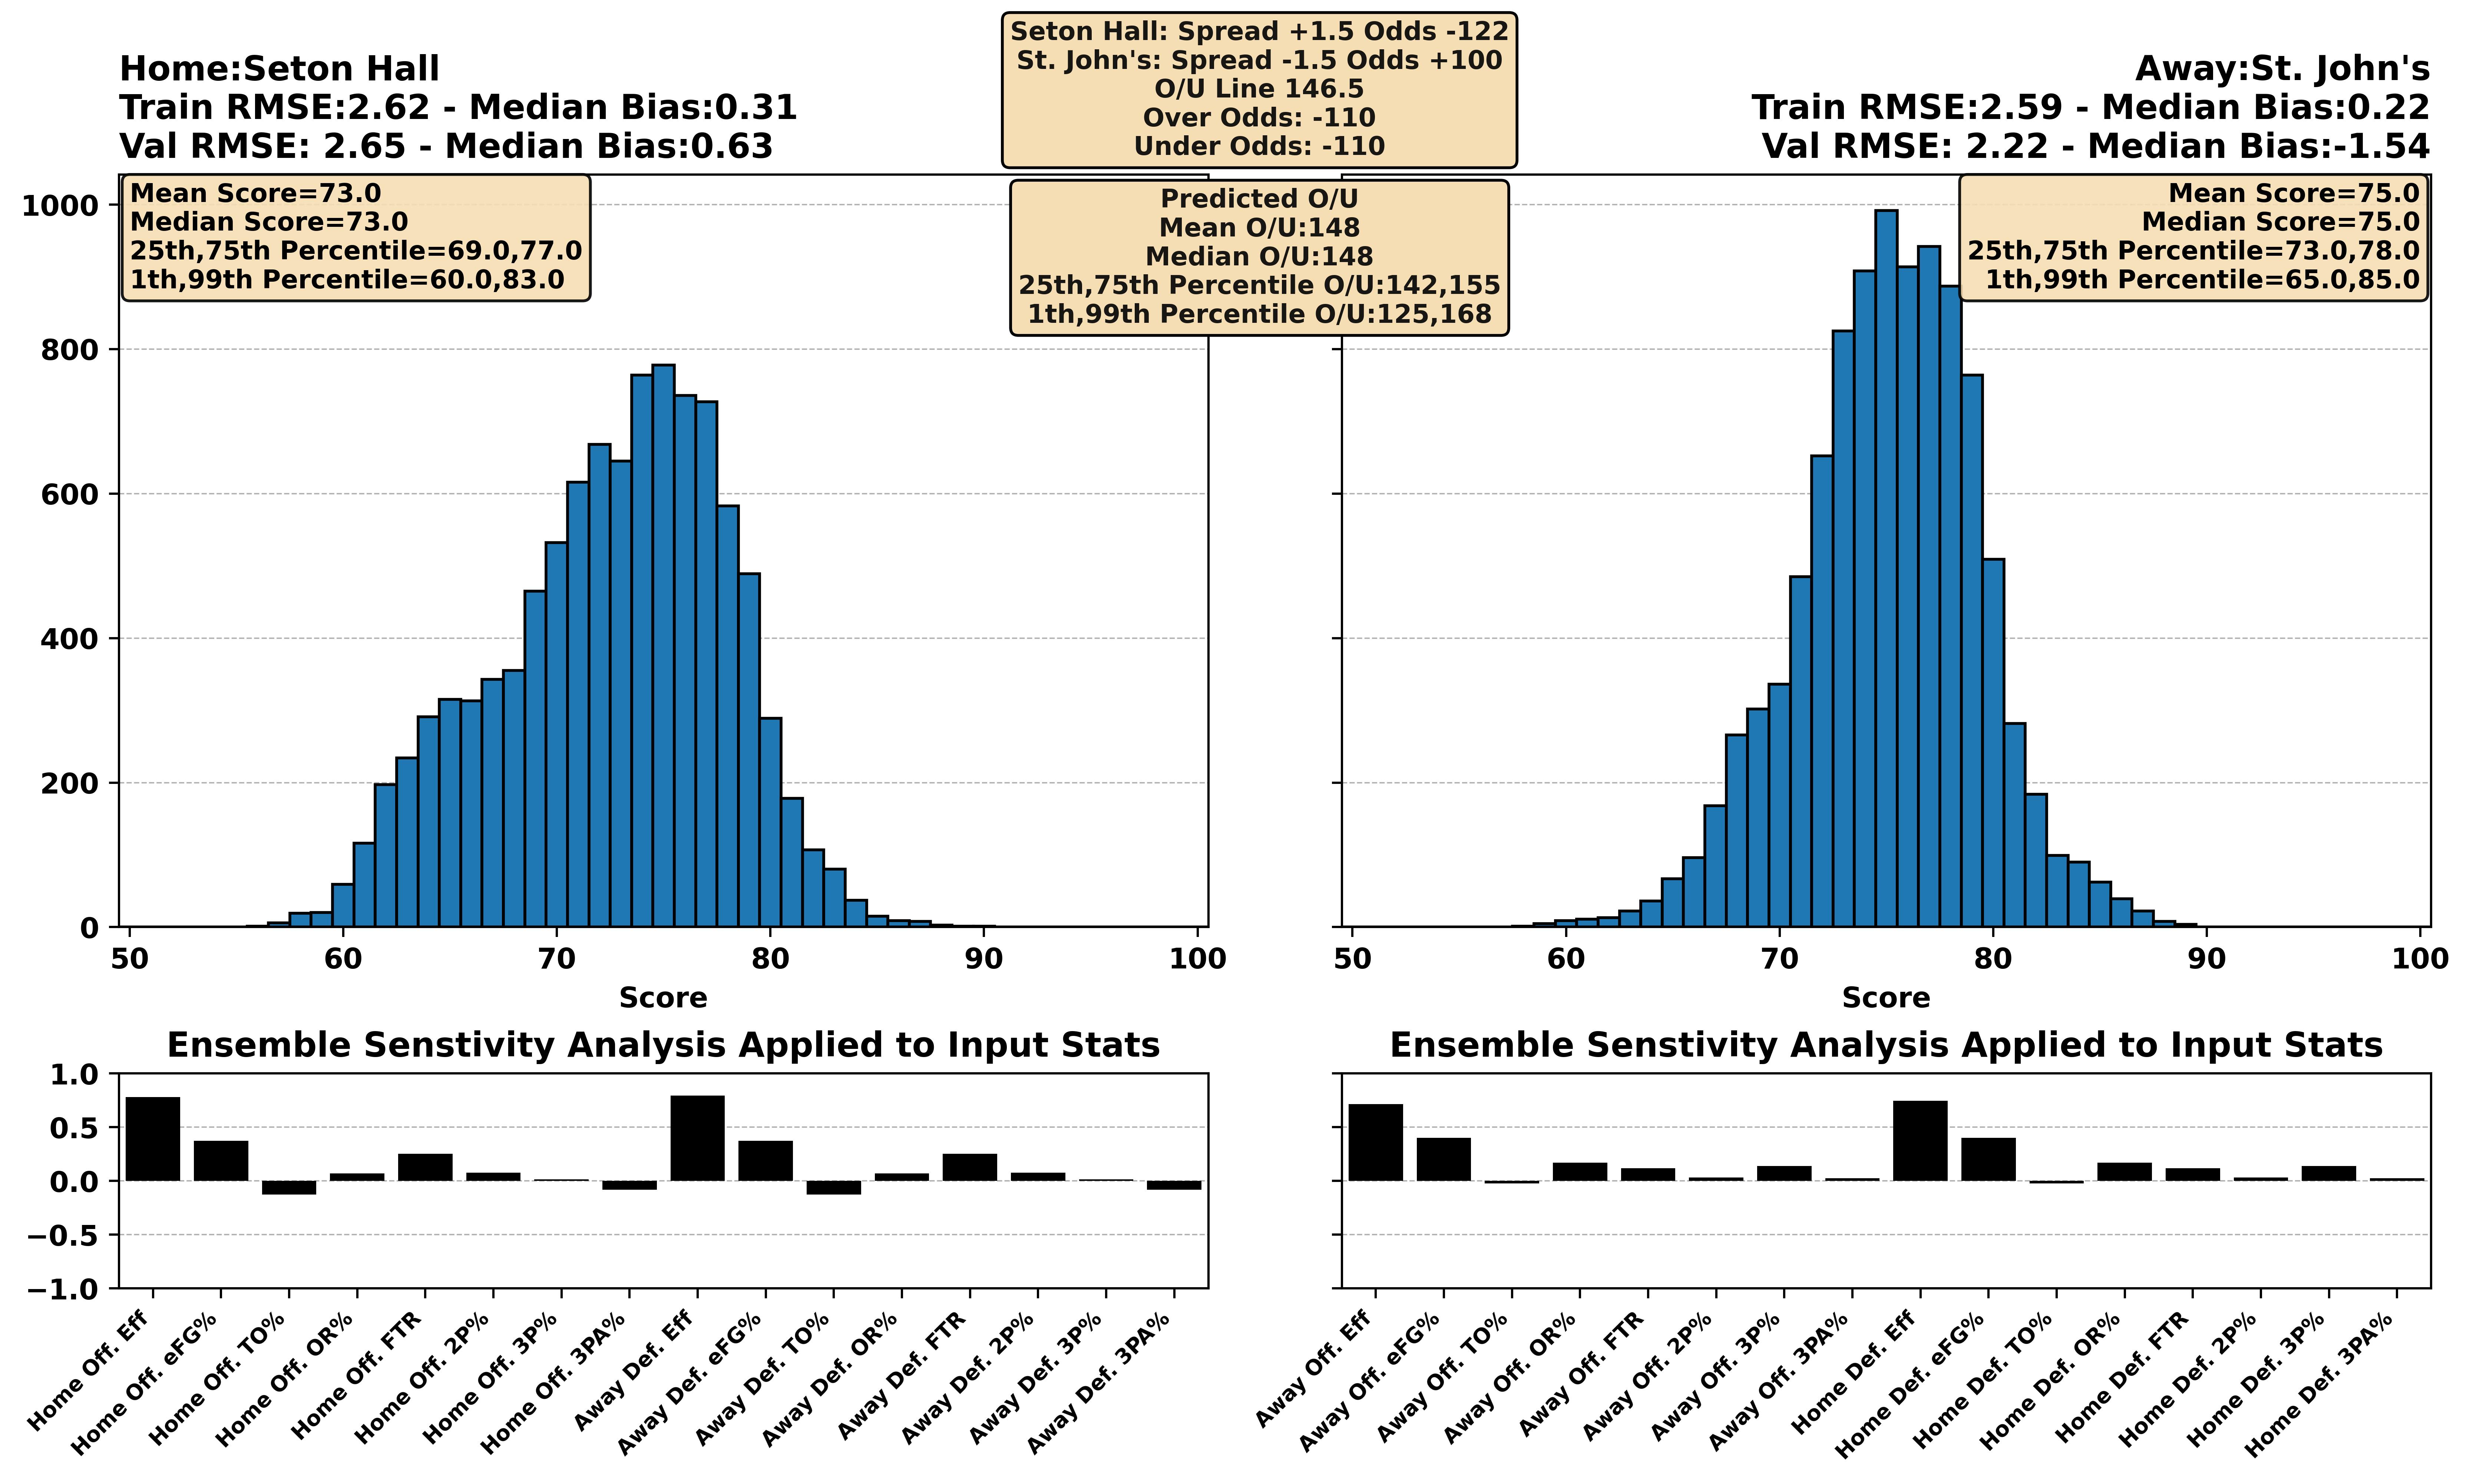 Seton Hall: Spread +1.5 Odds -122
St. John's: Spread -1.5 Odds +100
O/U Line 146.5
Over Odds: -110
Under Odds: -110
Home:Seton Hall
Train RMSE:2.62 - Median Bias:0.31
Val RMSE: 2.65 - Median Bias:0.63
Away:St. John's
Train RMSE:2.59 - Median Bias:0.22
Val RMSE: 2.22 - Median Bias:-1.54
Mean Score=73.0
Median Score=73.0
25th,75th Percentile=69.0,77.0
1th,99th Percentile=60.0,83.0
Predicted O/U
Mean O/U:148
Median O/U:148
25th,75th Percentile O/U:142,155
1th,99th Percentile O/U:125,168
Mean Score=75.0
Median Score=75.0
25th,75th Percentile=73.0,78.0
1th,99th Percentile=65.0,85.0
1000
800
600
400
200
0
50 60 70 80 90 100
Score
50 60 70 80 90 100
Score
Ensemble Senstivity Analysis Applied to Input Stats
Ensemble Senstivity Analysis Applied to Input Stats
1.0
0.5
0.0
−0.5
−1.0
Home Off. Eff
Home Off. eFG%
Home Off. TO%
Home Off. OR%
Home Off. FTR
Home Off. 2P%
Home Off. 3P%
Home Off. 3PA%
Away Def. Eff
Away Def. eFG%
Away Def. TO%
Away Def. OR%
Away Def. FTR
Away Def. 2P%
Away Def. 3P%
Away Def. 3PA%
Away Off. Eff
Away Off. eFG%
Away Off. TO%
Away Off. OR%
Away Off. FTR
Away Off. 2P%
Away Off. 3P%
Away Off. 3PA%
Home Def. Eff
Home Def. eFG%
Home Def. TO%
Home Def. OR%
Home Def. FTR
Home Def. 2P%
Home Def. 3P%
Home Def. 3PA%